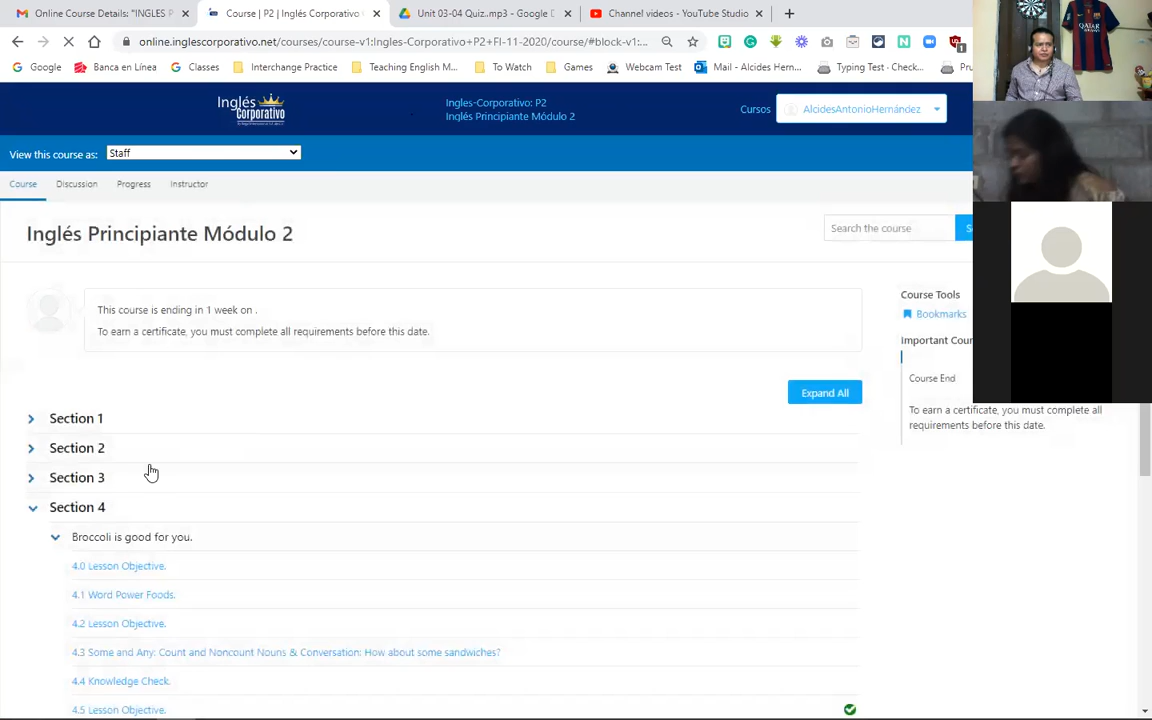 Online Course Details: "INGLES P
Course | P2 | Inglés Corporativo
Unit 03-04 Quiz..mp3 - Google D
Channel videos - YouTube Studio
online.inglescorporativo.net/courses/course-v1:Ingles-Corporativo+P2+FI-11-2020/course/#block-v1:...
1
Google
Banca en Línea
Classes
Interchange Practice
Teaching English M...
To Watch
Games
Webcam Test
Mail - Alcides Hern...
Typing Test - Check...
Pru
QATAR
Inglés
Corporativo
Ingles-Corporativo: P2
Inglés Principiante Módulo 2
Cursos
AlcidesAntonioHernández
View this course as:
Staff
Course
Discussion
Progress
Instructor
Inglés Principiante Módulo 2
Search the course
This course is ending in 1 week on .
To earn a certificate, you must complete all requirements before this date.
Course Tools
Bookmarks
Important Cour
Course End
To earn a certificate, you must complete all
requirements before this date.
Expand All
Section 1
Section 2
Section 3
Section 4
Broccoli is good for you.
4.0 Lesson Objective.
4.1 Word Power Foods.
4.2 Lesson Objective.
4.3 Some and Any: Count and Noncount Nouns & Conversation: How about some sandwiches?
4.4 Knowledge Check.
4.5 Lesson Objective.